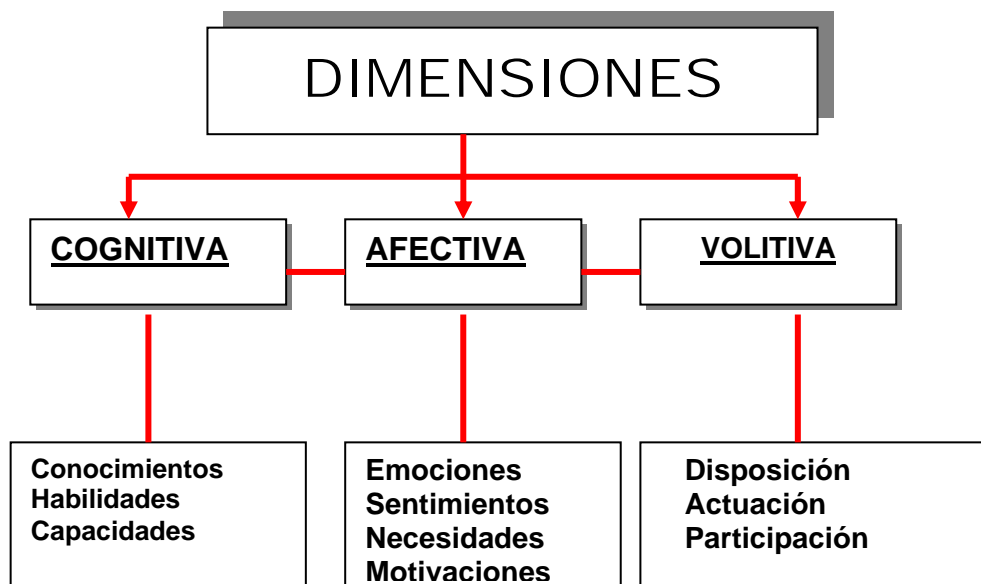 DIMENSIONES
COGNITIVA
AFECTIVA
VOLITIVA
Conocimientos
Habilidades
Capacidades
Emociones
Sentimientos
Necesidades
Motivaciones
Disposición
Actuación
Participación